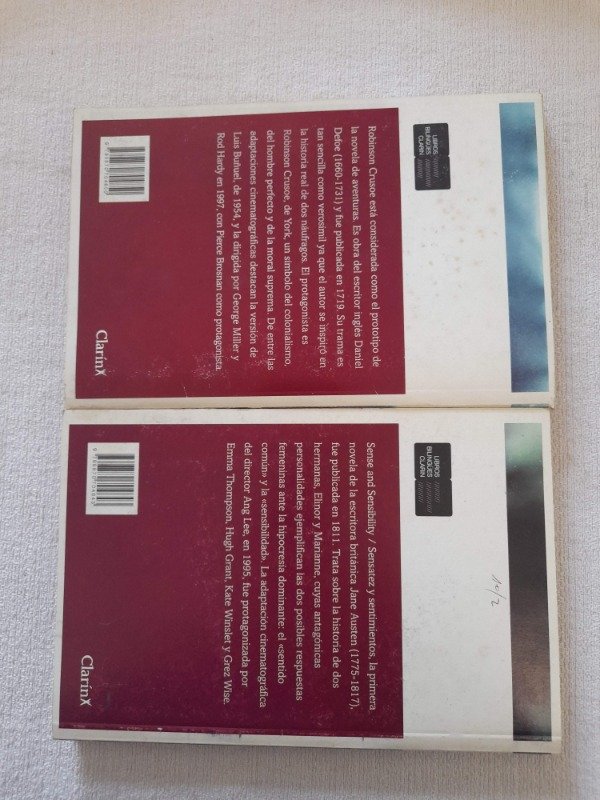 LIBROS
BILINGÜES
CLARÍN
Robinson Crusoe está considerada como el prototipo de
la novela de aventuras. Es obra del escritor inglés Daniel
Defoe (1660-1731) y fue publicada en 1719. Su trama es
tan sencilla como verosímil ya que el autor se inspiró en
la historia real de dos náufragos. El protagonista es
Robinson Crusoe, de York, un símbolo del colonialismo,
del hombre perfecto y de la moral suprema. De entre las
adaptaciones cinematográficas destacan la versión de
Luis Buñuel de 1954, y la dirigida por George Miller y
Rod Hardy en 1997, con Pierce Brosnan como protagonista.
Clarín
LIBROS
BILINGÜES
CLARÍN
Sense and Sensibility / Sensatez y sentimientos, la primera
novela de la escritora británica Jane Austen (1775-1817),
fue publicada en 1811. Trata sobre la historia de dos
hermanas, Elinor y Marianne, cuyas antagónicas
personalidades ejemplifican las dos posibles respuestas
femeninas ante la hipocresía dominante: el «sentido
común» y la «sensibilidad». La adaptación cinematográfica
del director Ang Lee, en 1995, fue protagonizada por
Emma Thompson, Hugh Grant, Kate Winslet y Grez Wise.
Clarín